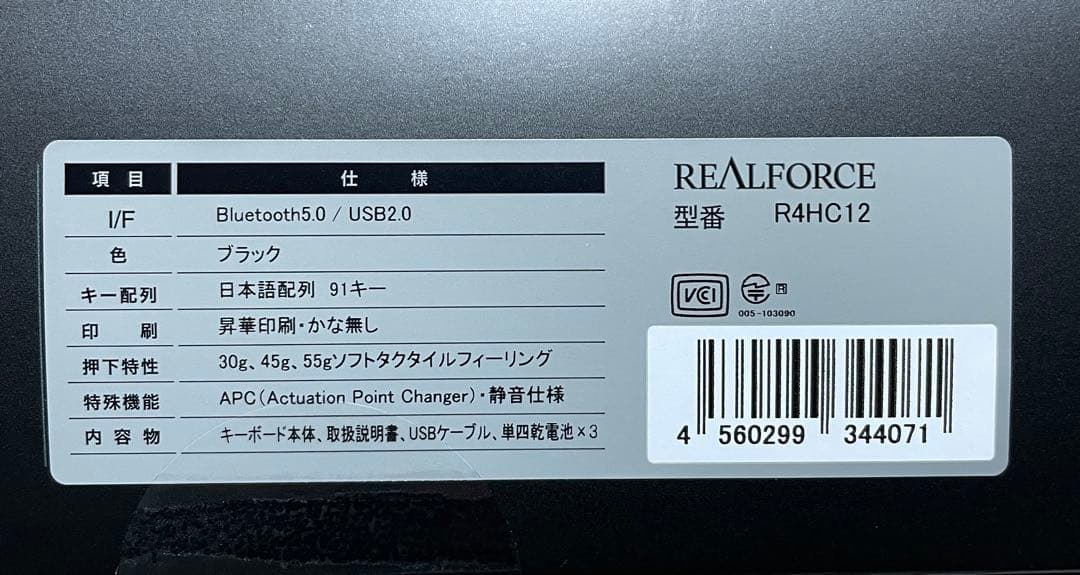 項 目 仕 様
I/F Bluetooth5.0 / USB2.0
色 ブラック
キー配列 日本語配列 91キー
印 刷 昇華印刷・かな無し
押下特性 30g、45g、55gソフトタクタイルフィーリング
特殊機能 APC(Actuation Point Changer)・静音仕様
内 容 物 キーボード本体、取扱説明書、USBケーブル、単四乾電池×3
REALFORCE
型番 R4HC12
VCI R
005-103090
4 560299 344071